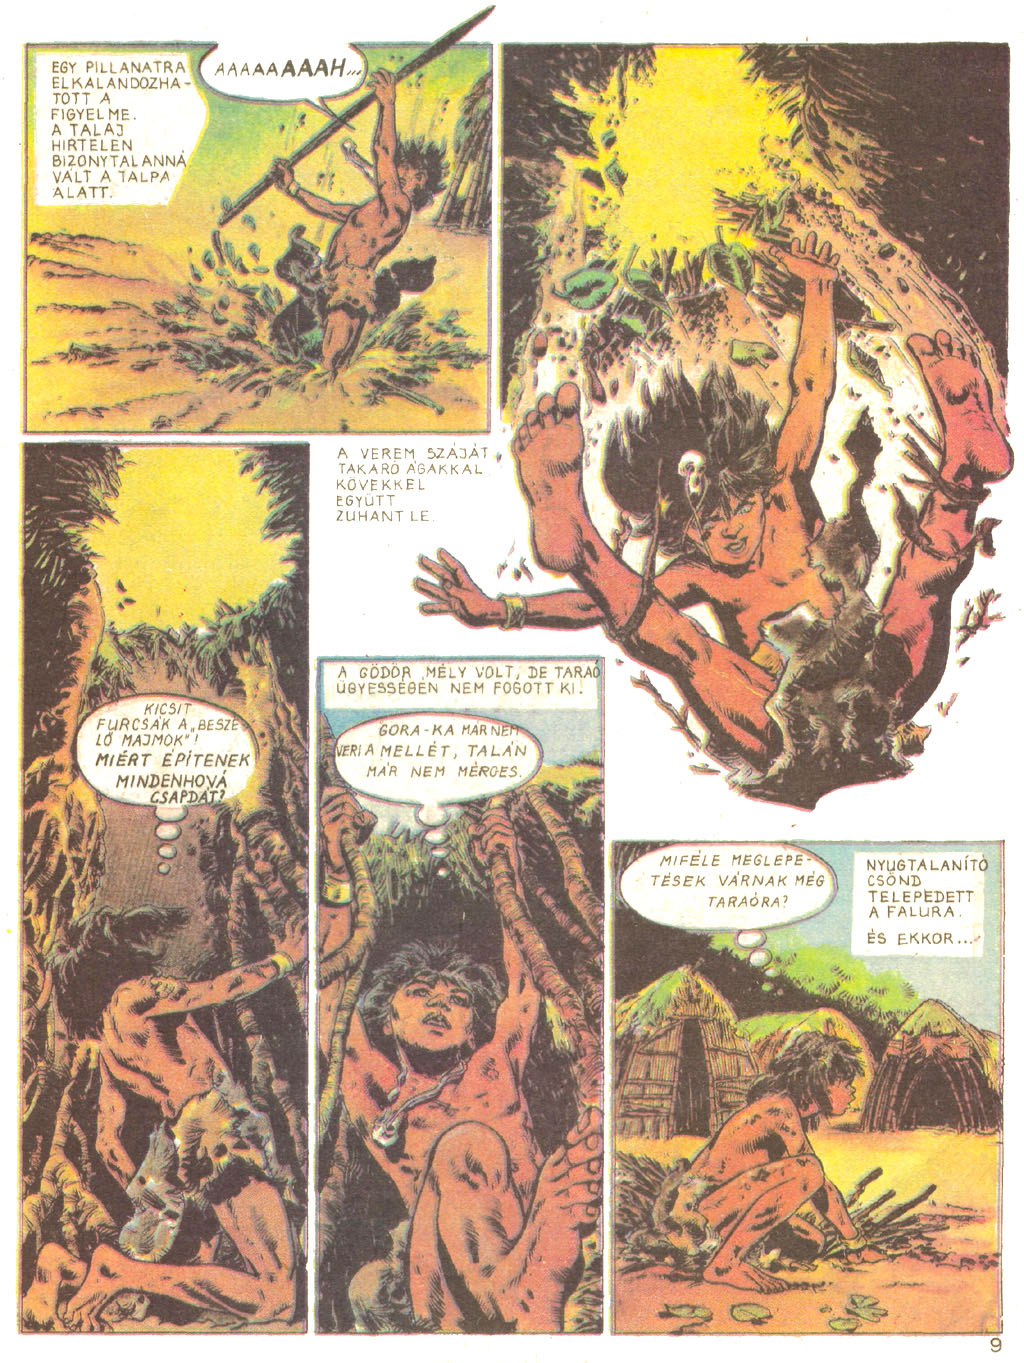 EGY PILLANATRA
ELKALANDOZHA-
TOTT A
FIGYELME.
A TALAJ
HIRTELEN
BIZONYTALANNÁ
VÁLT A TALPA
ALATT.
AAAAAAAAH...
A VEREM SZÁJÁT
TAKARÓ ÁGAKKAL,
KÖVEKKEL
EGYÜTT
ZUHANT LE.
KICSIT
FURCSÁK A „BESZÉ-
LŐ MAJMOK"!
MIÉRT ÉPÍTENEK
MINDENHOVÁ
CSAPDÁT?
A GÖDÖR MÉLY VOLT, DE TARAÓ
ÜGYESSÉGEN NEM FOGOTT KI.
GORA-KA MÁR NEM
VERI A MELLÉT, TALÁN
MÁR NEM MÉRGES.
MIFÉLE MEGLEPE-
TÉSEK VÁRNAK MÉG
TARAÓRA?
NYUGTALANÍTÓ
CSÖND
TELEPEDETT
A FALURA.
ÉS EKKOR...
9